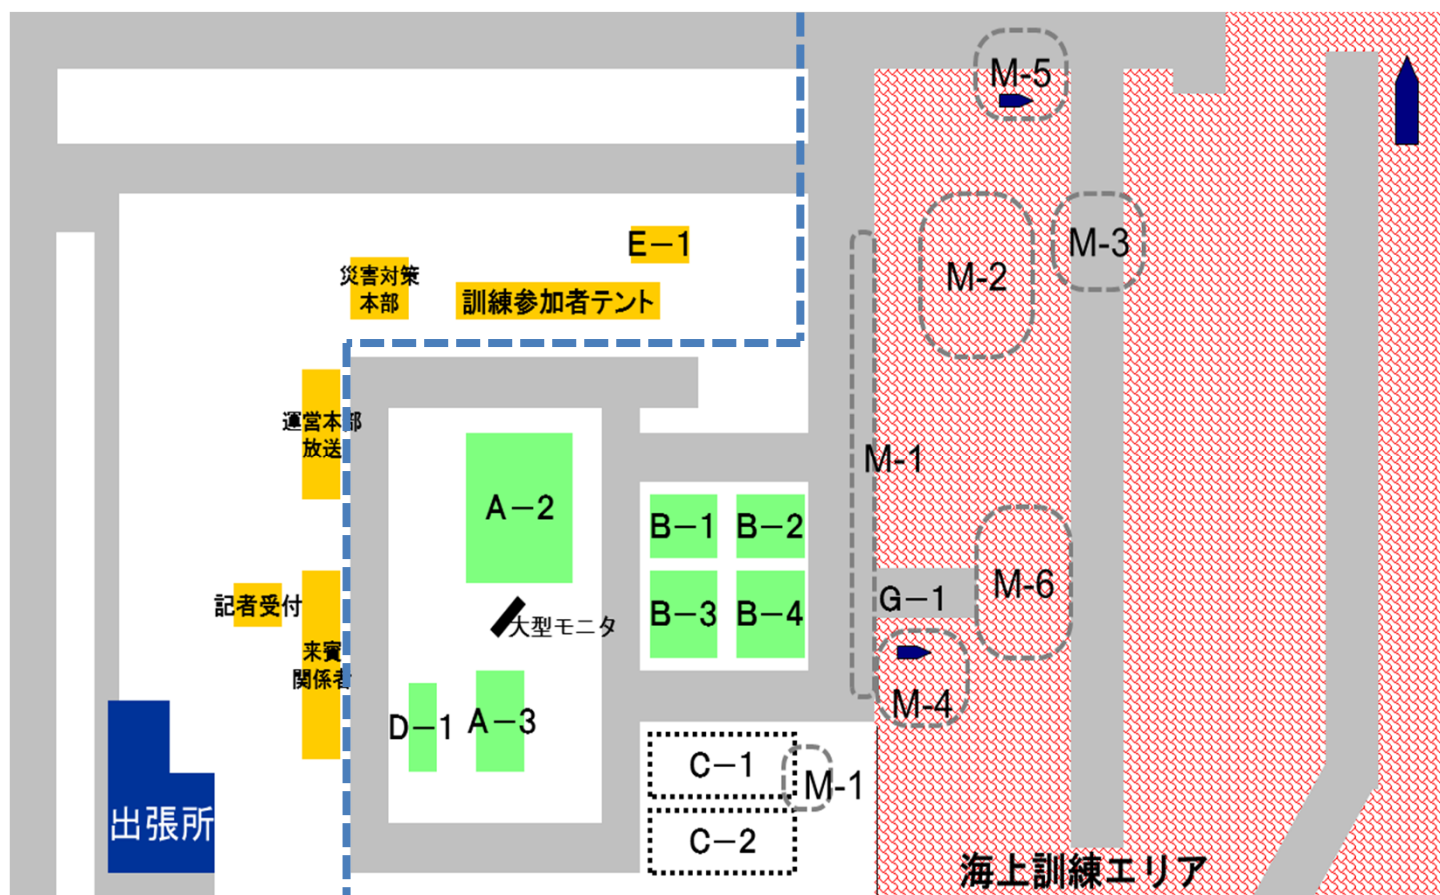 M-5
E－1
M-3
災害対策
本部
訓練参加者テント
M-2
運営本部
放送
M-1
A－2
B－1
B－2
記者受付
大型モニタ
B－3
B－4
G－1
M-6
来賓
関係者
D－1
A－3
M-4
C－1
M-1
出張所
C－2
海上訓練エリア